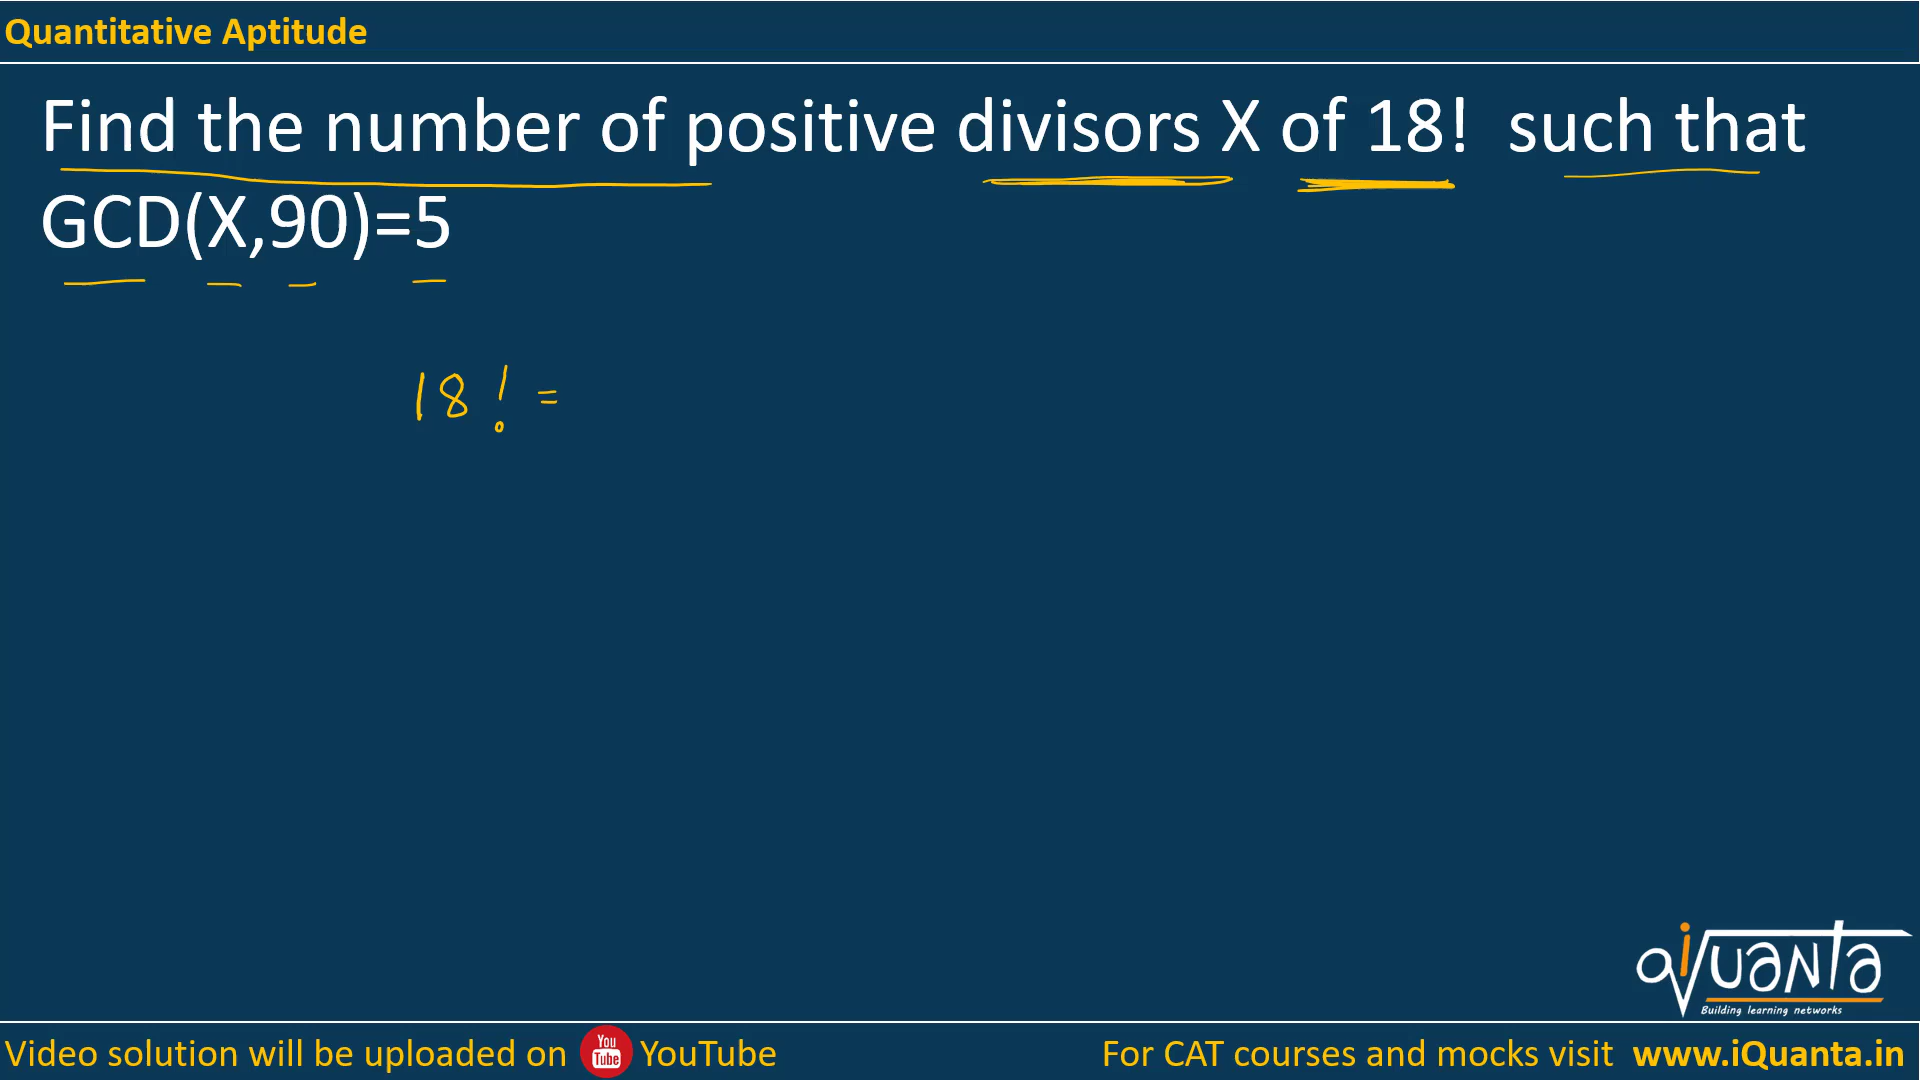 Quantitative Aptitude
Find the number of positive divisors X of 18! such that
GCD(X,90)=5
18! =
iQuanta
Building learning networks
Video solution will be uploaded on You Tube YouTube
For CAT courses and mocks visit www.iQuanta.in